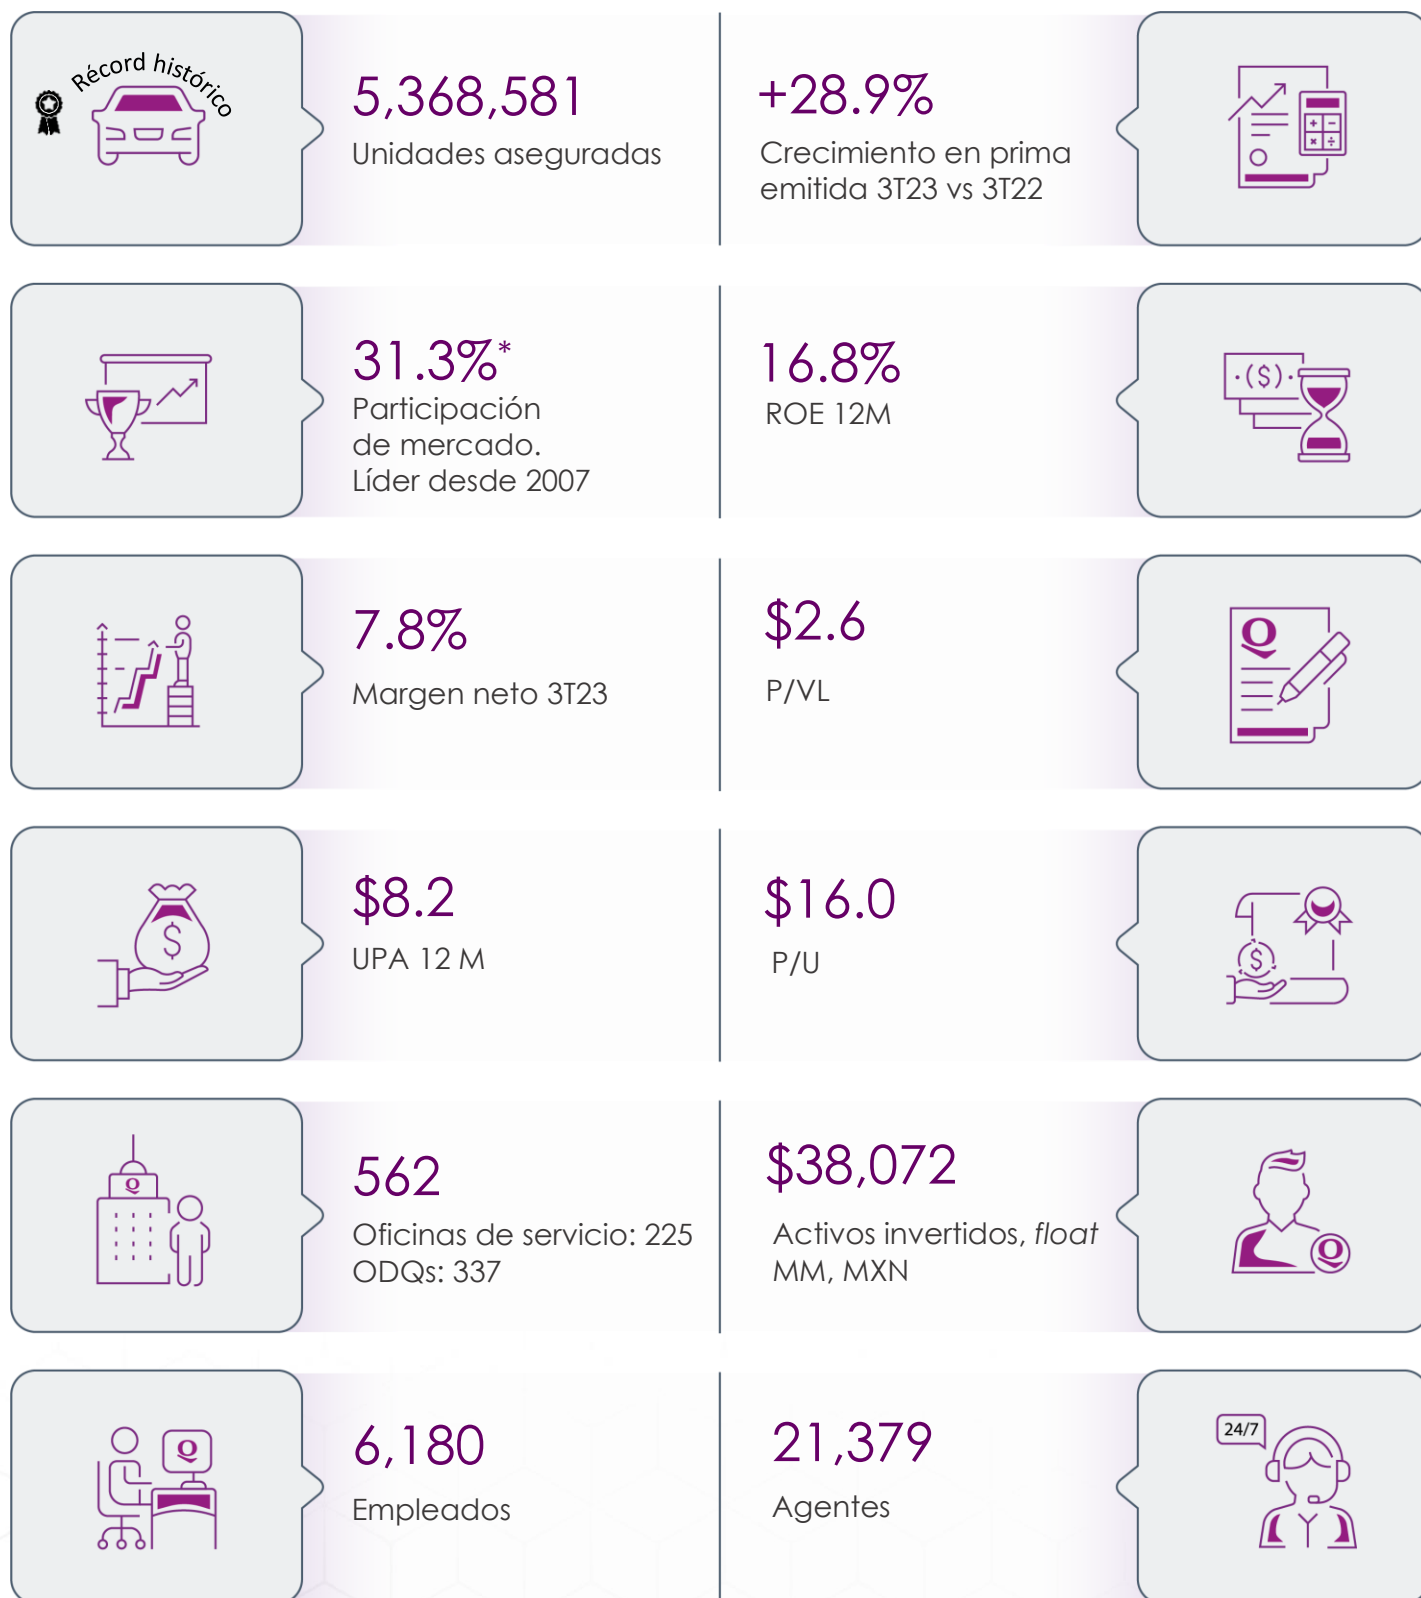 Récord histórico
5,368,581
Unidades aseguradas
+28.9%
Crecimiento en prima
emitida 3T23 vs 3T22
31.3%*
Participación
de mercado.
Líder desde 2007
16.8%
ROE 12M
7.8%
Margen neto 3T23
$2.6
P/VL
Q
$8.2
UPA 12 M
$16.0
P/U
Q
562
Oficinas de servicio: 225
ODQs: 337
$38,072
Activos invertidos, float
MM, MXN
Q
Q
6,180
Empleados
21,379
Agentes
24/7